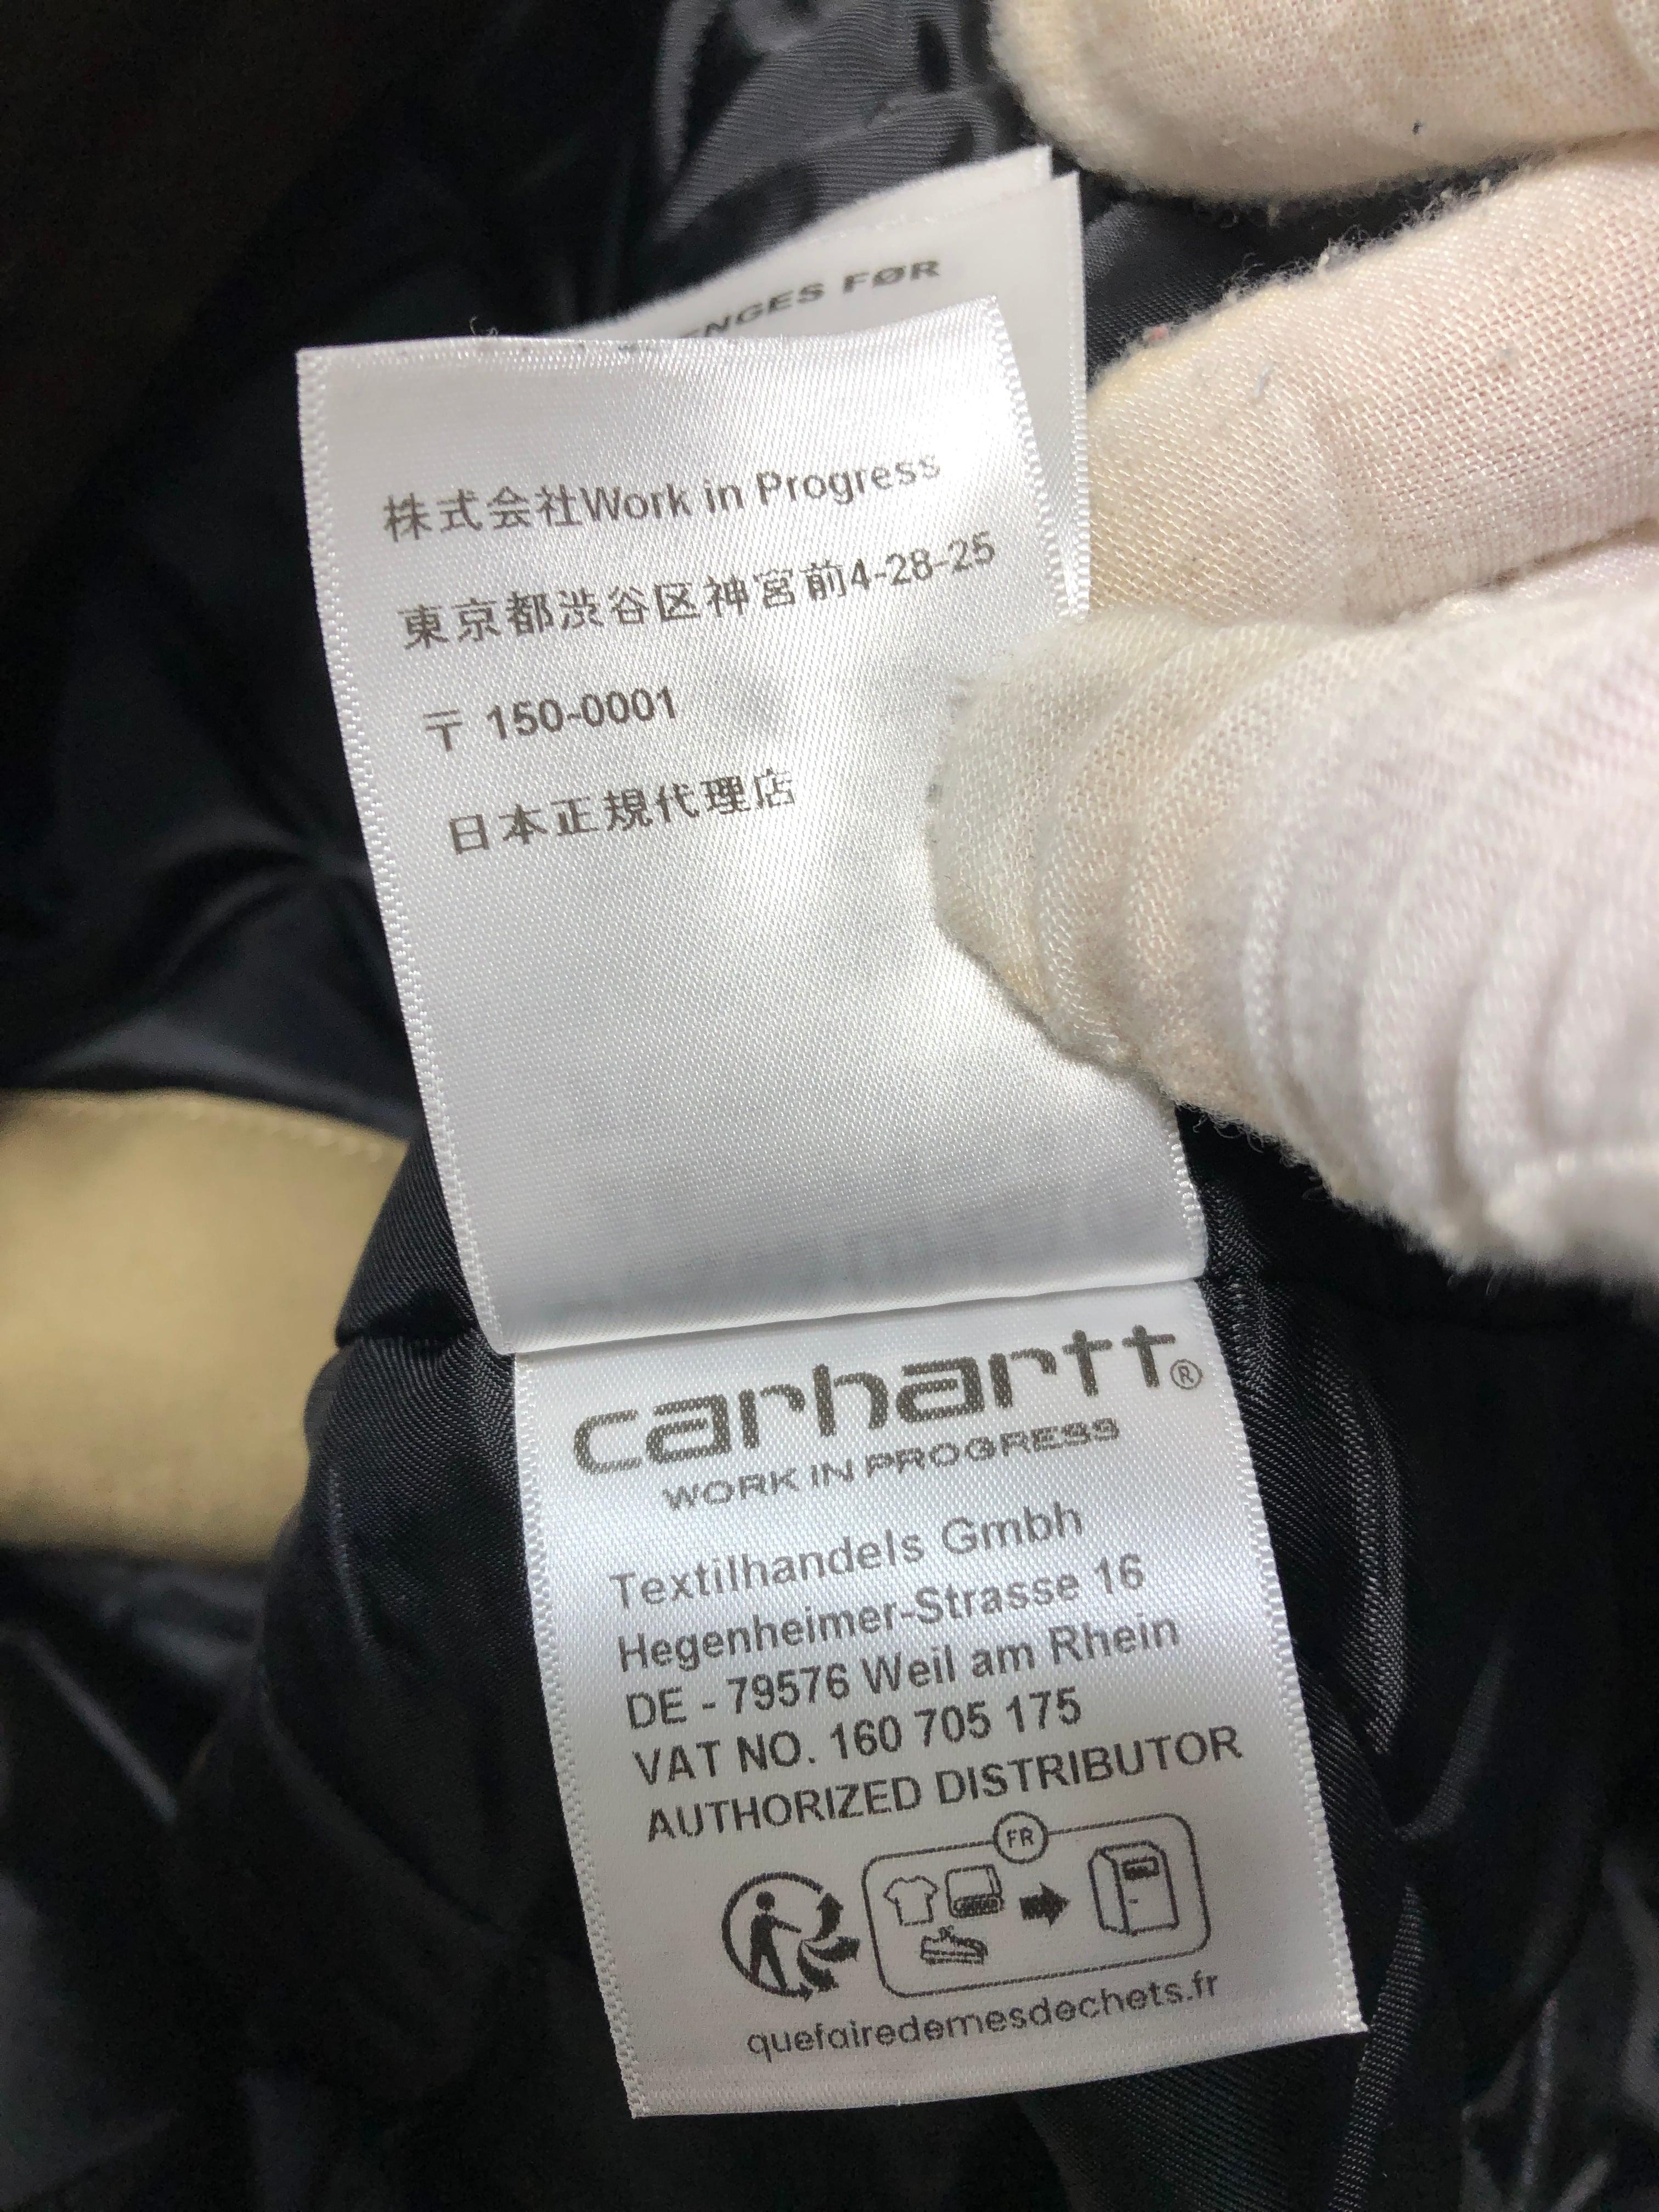 ENGES FØR
株式会社Work in Progress
東京都渋谷区神宮前4-28-25
〒 150-0001
日本正規代理店
carhartt®
WORK IN PROGRESS
Textilhandels Gmbh
Hegenheimer-Strasse 16
DE - 79576 Weil am Rhein
VAT NO. 160 705 175
AUTHORIZED DISTRIBUTOR
FR
quefairedemesdechets.fr